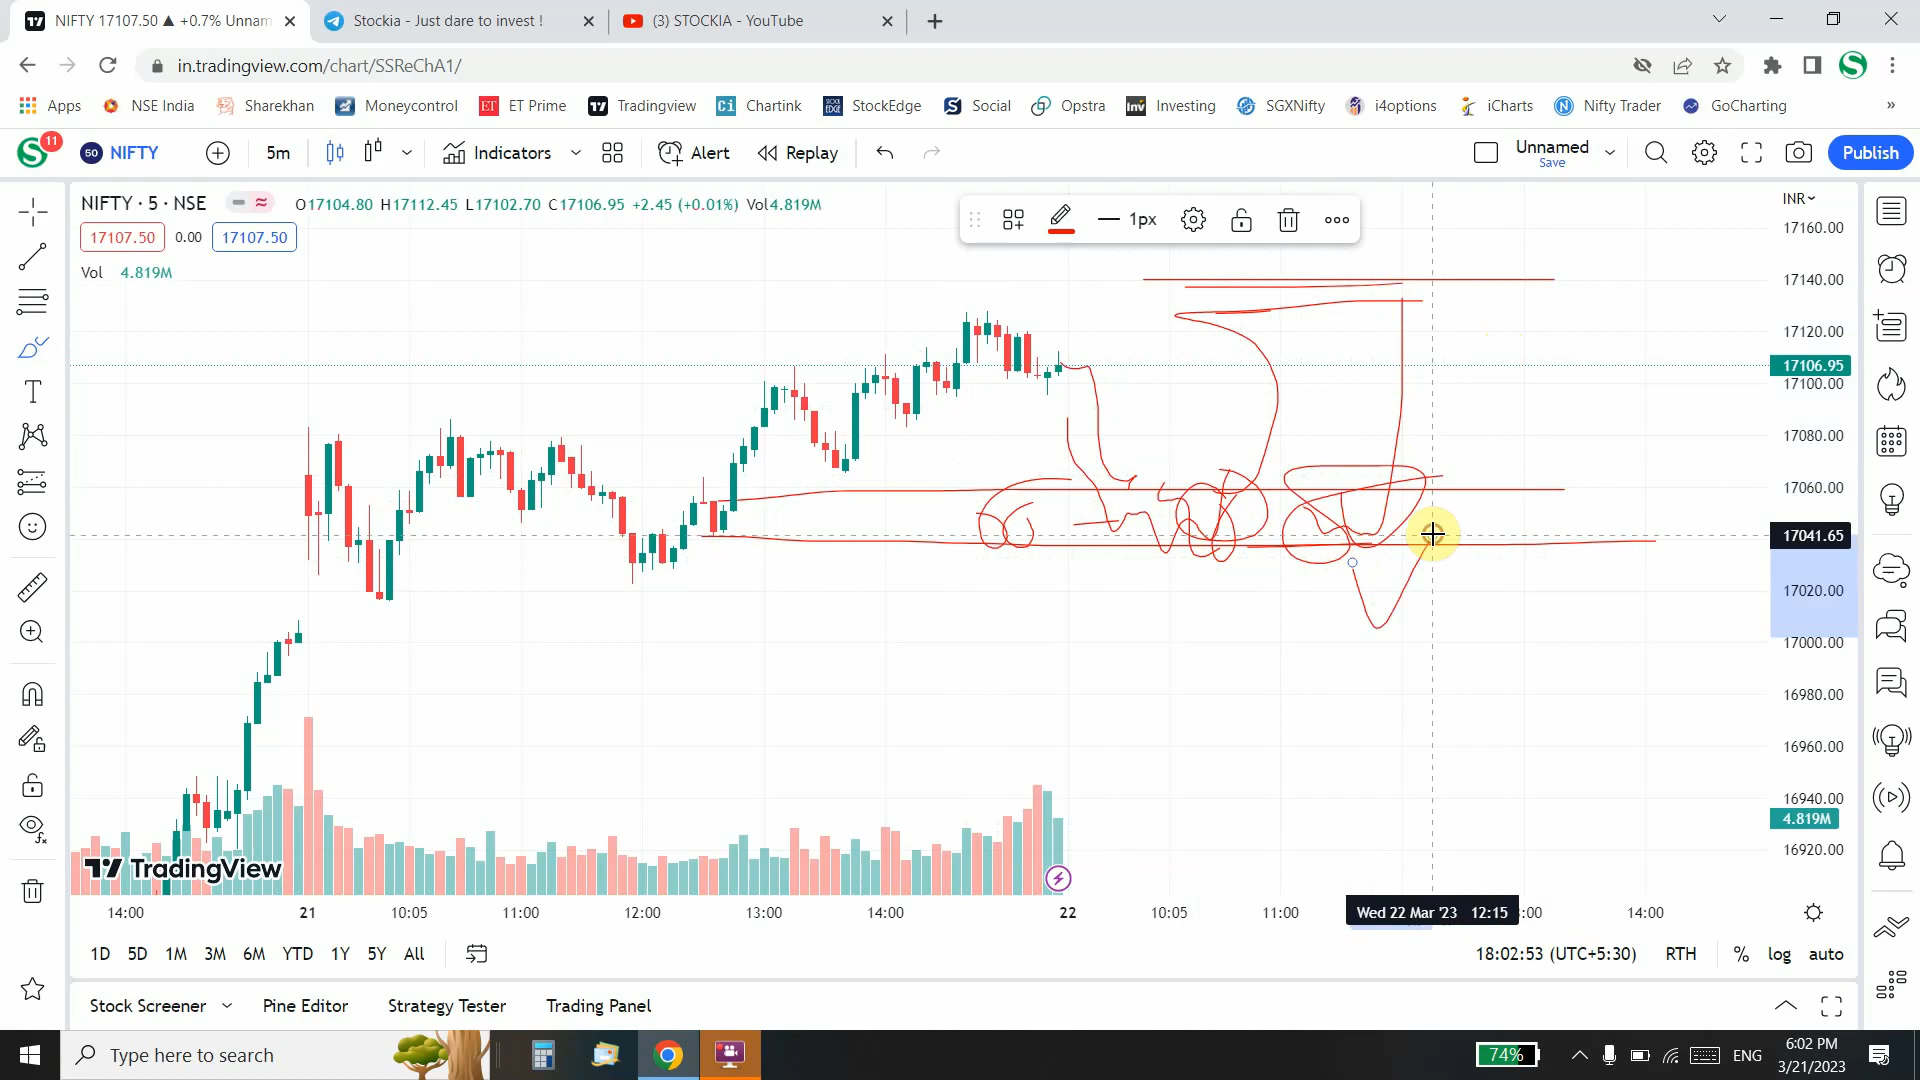 NIFTY 17107.50 ▲ +0.7% Unnam
Stockia - Just dare to invest !
(3) STOCKIA - YouTube
in.tradingview.com/chart/SSReChA1/
Apps NSE India Sharekhan Moneycontrol ET Prime Tradingview Chartink StockEdge Social Opstra Investing SGXNifty i4options iCharts Nifty Trader GoCharting »
11
50 NIFTY 5m Indicators Alert Replay Unnamed Save Publish
NIFTY · 5 · NSE O17104.80 H17112.45 L17102.70 C17106.95 +2.45 (+0.01%) Vol4.819M
17107.50 0.00 17107.50
Vol 4.819M
1px
INR
17160.00
17140.00
17120.00
17106.95
17100.00
17080.00
17060.00
17041.65
17020.00
17000.00
16980.00
16960.00
16940.00
4.819M
16920.00
TradingView
14:00 21 10:05 11:00 12:00 13:00 14:00 22 10:05 11:00 Wed 22 Mar '23 12:15 :00 14:00
1D 5D 1M 3M 6M YTD 1Y 5Y All 18:02:53 (UTC+5:30) RTH % log auto
Stock Screener Pine Editor Strategy Tester Trading Panel
Type here to search 74% ENG 6:02 PM
3/21/2023